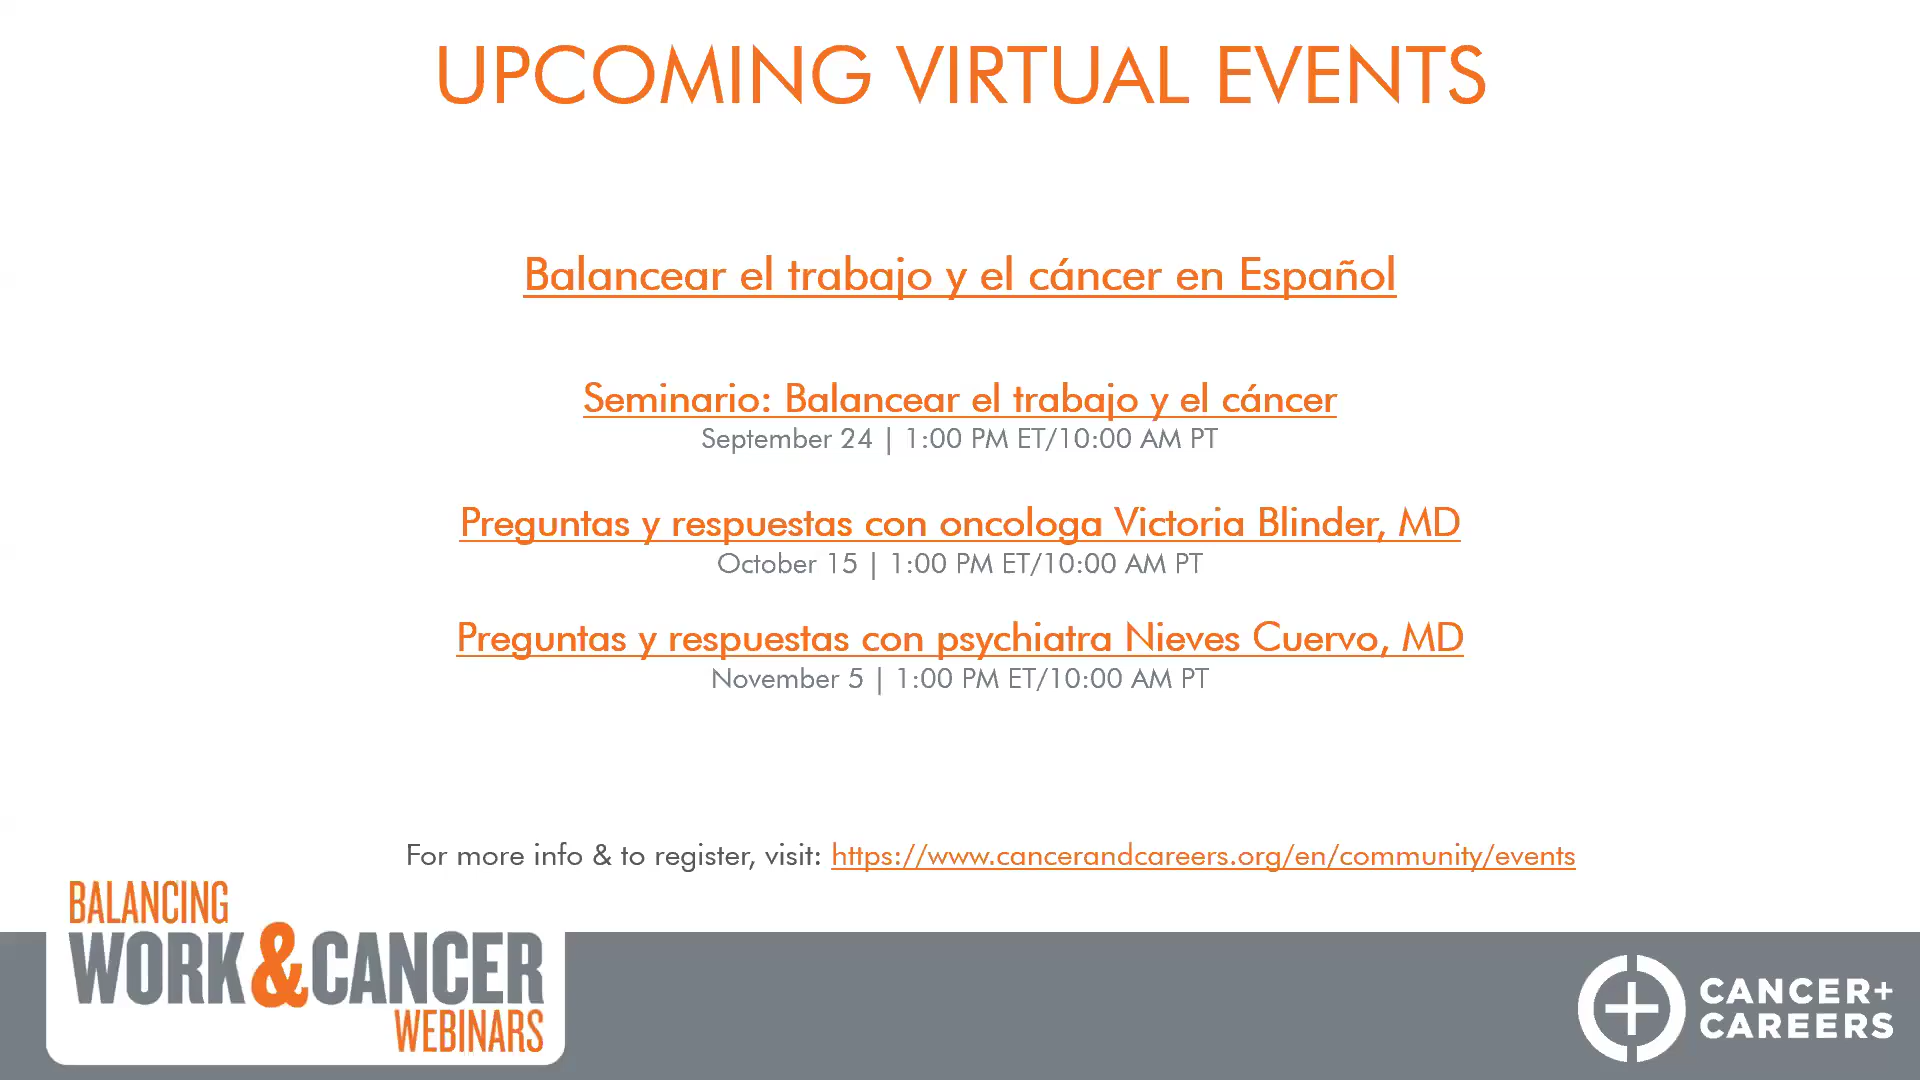 UPCOMING VIRTUAL EVENTS
Balancear el trabajo y el cáncer en Español
Seminario: Balancear el trabajo y el cáncer
September 24 | 1:00 PM ET/10:00 AM PT
Preguntas y respuestas con oncologa Victoria Blinder, MD
October 15 | 1:00 PM ET/10:00 AM PT
Preguntas y respuestas con psychiatra Nieves Cuervo, MD
November 5 | 1:00 PM ET/10:00 AM PT
For more info & to register, visit: https://www.cancerandcareers.org/en/community/events
BALANCING
WORK&CANCER
WEBINARS
CANCER+
CAREERS